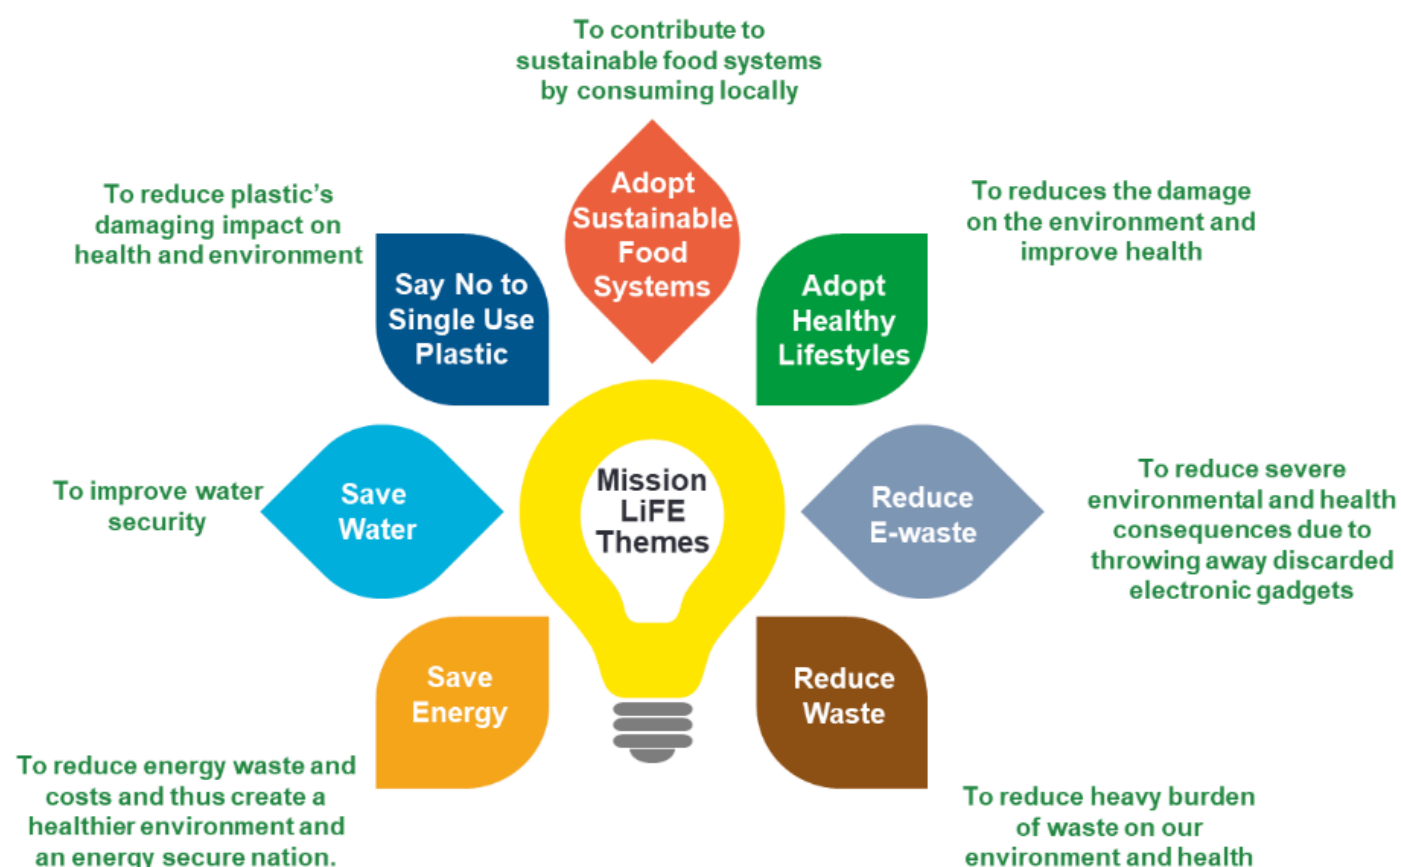 To contribute to
sustainable food systems
by consuming locally
Adopt
Sustainable
Food
Systems
To reduce plastic's
damaging impact on
health and environment
Say No to
Single Use
Plastic
To reduces the damage
on the environment and
improve health
Adopt
Healthy
Lifestyles
To improve water
security
Save
Water
Mission
LiFE
Themes
Reduce
E-waste
To reduce severe
environmental and health
consequences due to
throwing away discarded
electronic gadgets
Save
Energy
Reduce
Waste
To reduce energy waste and
costs and thus create a
healthier environment and
an energy secure nation.
To reduce heavy burden
of waste on our
environment and health